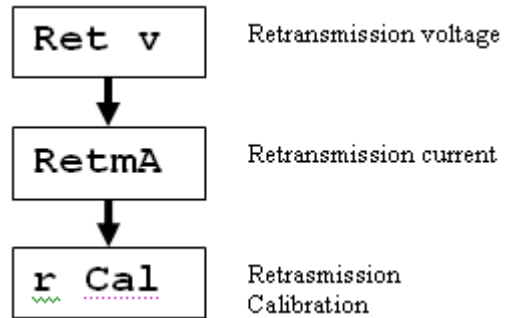 Ret v Retransmission voltage
RetmA Retransmission current
r Cal Retrasmission
Calibration